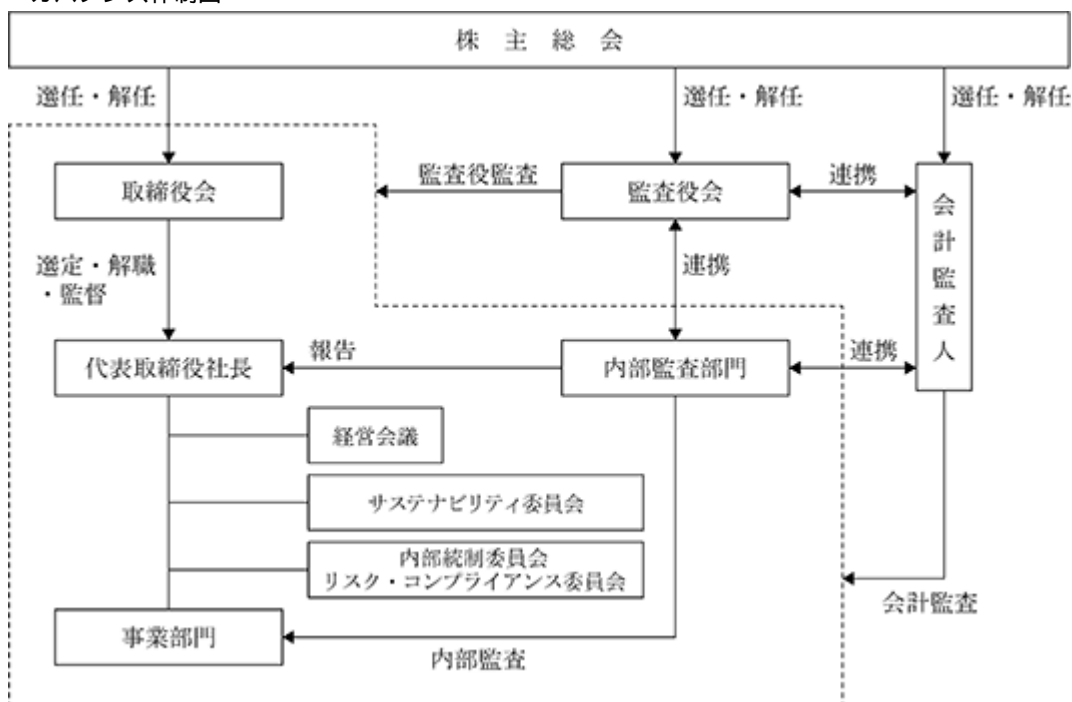 株主総会
選任・解任
選任・解任
選任・解任
取締役会
監査役監査
監査役会
連携
会計監査人
選定・解職
・監督
連携
代表取締役社長
報告
内部監査部門
連携
経営会議
サステナビリティ委員会
内部統制委員会
リスク・コンプライアンス委員会
会計監査
事業部門
内部監査